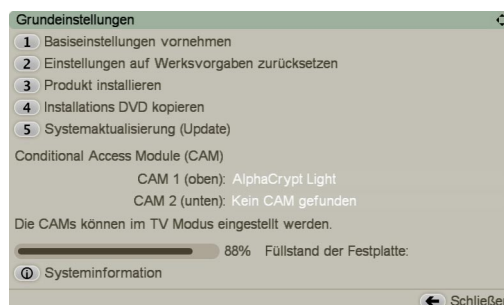 Grundeinstellungen
1 Basiseinstellungen vornehmen
2 Einstellungen auf Werksvorgaben zurücksetzen
3 Produkt installieren
4 Installations DVD kopieren
5 Systemaktualisierung (Update)
Conditional Access Module (CAM)
CAM 1 (oben): AlphaCrypt Light
CAM 2 (unten): Kein CAM gefunden
Die CAMs können im TV Modus eingestellt werden.
88% Füllstand der Festplatte:
Systeminformation
Schließe